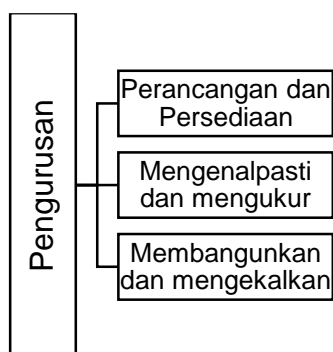 Pengurusan
Perancangan dan
Persediaan
Mengenalpasti
dan mengukur
Membangunkan
dan mengekalkan